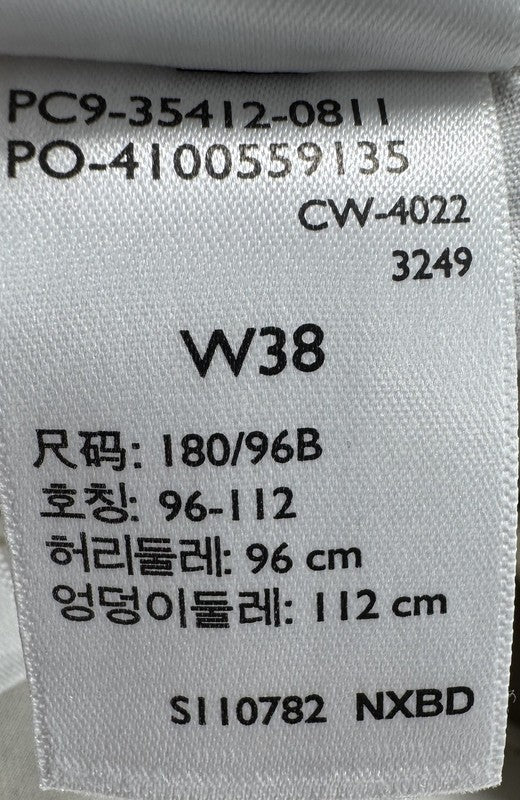 PC9-35412-0811
PO-4100559135
CW-4022
3249
W38
尺码: 180/96B
호칭: 96-112
허리둘레: 96 cm
엉덩이둘레: 112 cm
S110782 NXBD